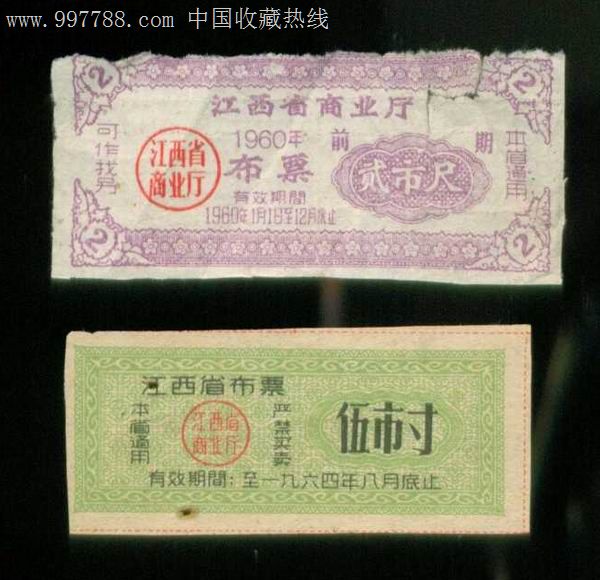 www.997788.com 中国收藏热线
2
2
江西省商业厅
可作找另
江西省
商业厅
1960年
前
期
布票
贰市尺
本省通用
有效期間
1960年1月1日至12月底止
2
2
江西省布票
本省通用
江西省
商业厅
严禁买卖
伍市寸
有效期間：至一九六四年八月底止